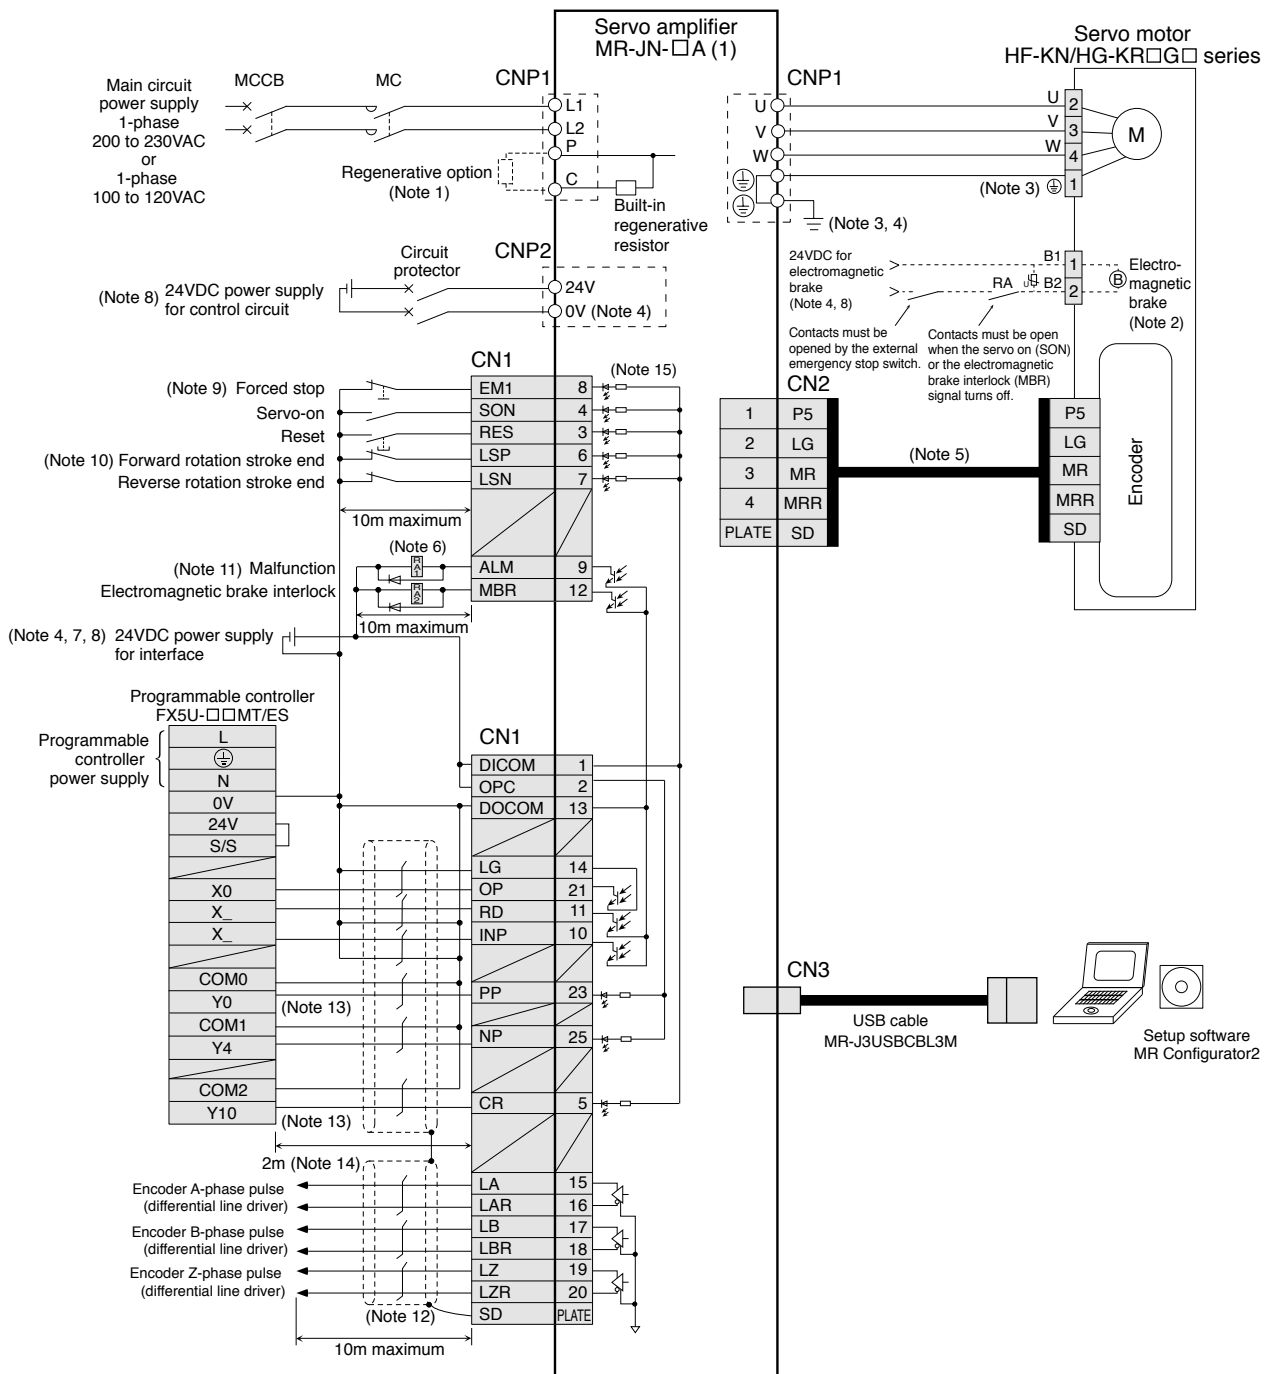 Servo amplifier
MR-JN-□A (1)
Servo motor
HF-KN/HG-KR□G□ series
Main circuit
power supply
1-phase
200 to 230VAC
or
1-phase
100 to 120VAC
MCCB
MC
CNP1
L1
L2
P
C
Regenerative option
(Note 1)
Built-in
regenerative
resistor
CNP1
U
V
W
U
V
W
2
3
4
1
M
(Note 3)
(Note 3, 4)
CNP2
24V
0V (Note 4)
Circuit
protector
(Note 8) 24VDC power supply
for control circuit
24VDC for
electromagnetic
brake
(Note 4, 8)
B1
B2
1
2
U
RA
B
Electro-
magnetic
brake
(Note 2)
Contacts must be
opened by the external
emergency stop switch.
Contacts must be open
when the servo on (SON)
or the electromagnetic
brake interlock (MBR)
signal turns off.
CN1
(Note 15)
(Note 9) Forced stop
EM1 8
Servo-on
SON 4
Reset
RES 3
(Note 10) Forward rotation stroke end
LSP 6
Reverse rotation stroke end
LSN 7
10m maximum
(Note 6)
RA1
RA2
(Note 11) Malfunction
ALM 9
Electromagnetic brake interlock
MBR 12
10m maximum
(Note 4, 7, 8) 24VDC power supply
for interface
CN2
1 P5
2 LG
3 MR
4 MRR
PLATE SD
(Note 5)
P5
LG
MR
MRR
SD
Encoder
Programmable controller
FX5U-□□MT/ES
Programmable
controller
power supply
L
N
0V
24V
S/S
X0
X_
X_
COM0
Y0
COM1
Y4
COM2
Y10
(Note 13)
(Note 13)
2m (Note 14)
CN1
DICOM 1
OPC 2
DOCOM 13
LG 14
OP 21
RD 11
INP 10
PP 23
NP 25
CR 5
LA 15
LAR 16
LB 17
LBR 18
LZ 19
LZR 20
SD PLATE
Encoder A-phase pulse
(differential line driver)
Encoder B-phase pulse
(differential line driver)
Encoder Z-phase pulse
(differential line driver)
(Note 12)
10m maximum
CN3
USB cable
MR-J3USBCBL3M
Setup software
MR Configurator2